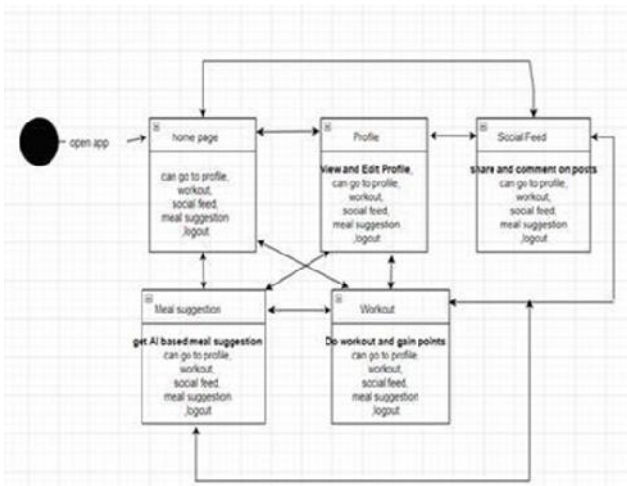 open app
home page
can go to profile,
workout,
social feed,
meal suggestion
,logout
Profile
View and Edit Profile,
can go to profile,
workout,
social feed,
meal suggestion
,logout
Social Feed
share and comment on posts
can go to profile,
workout,
social feed,
meal suggestion
,logout
Meal suggestion
get AI based meal suggestion
can go to profile,
workout,
social feed,
meal suggestion
,logout
Workout
Do workout and gain points
can go to profile,
workout,
social feed,
meal suggestion
,logout